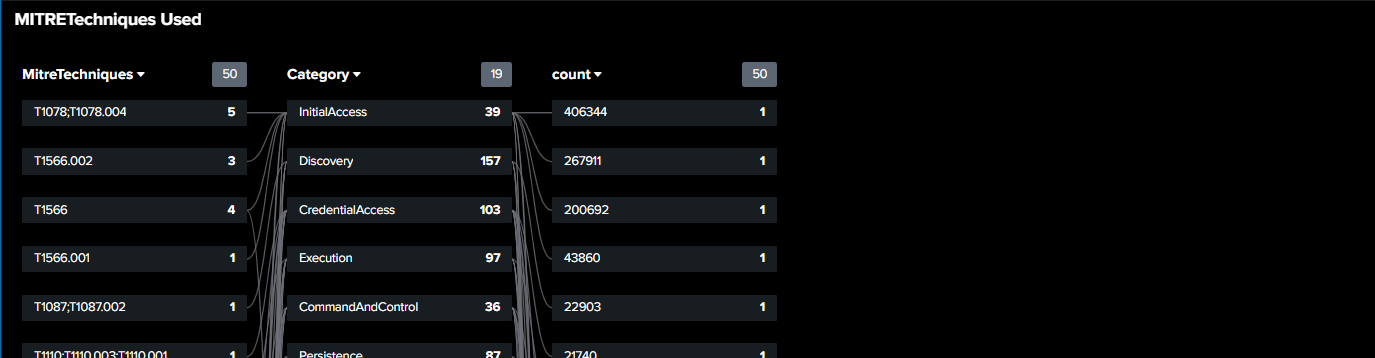 MITRETechniques Used
MitreTechniques 50 Category 19 count 50
T1078;T1078.004 5 InitialAccess 39 406344 1
T1566.002 3 Discovery 157 267911 1
T1566 4 CredentialAccess 103 200692 1
T1566.001 1 Execution 97 43860 1
T1087;T1087.002 1 CommandAndControl 36 22903 1
T1110;T1110.003;T1110.001 1 Persistence 87 21740 1